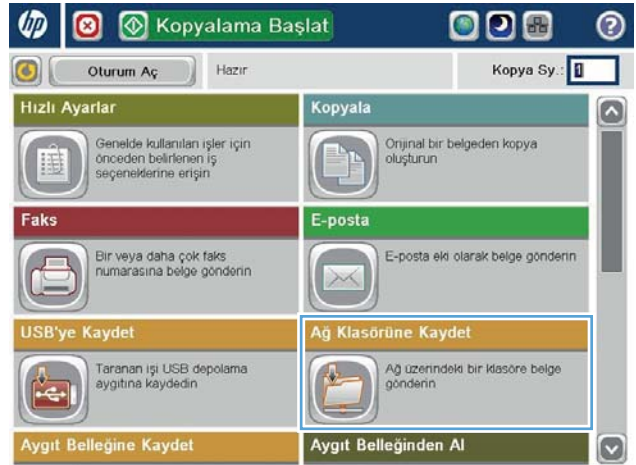 hp
Kopyalama Başlat
?
Oturum Aç
Hazır
Kopya Sy.: 1
Hızlı Ayarlar
Genelde kullanılan işler için
önceden belirlenen iş
seçeneklerine erişin
Kopyala
Orijinal bir belgeden kopya
oluşturun
Faks
Bir veya daha çok faks
numarasına belge gönderin
E-posta
E-posta eki olarak belge gönderin
USB'ye Kaydet
Taranan işi USB depolama
aygıtına kaydedin
Ağ Klasörüne Kaydet
Ağ üzerindeki bir klasöre belge
gönderin
Aygıt Belleğine Kaydet
Aygıt Belleğinden Al